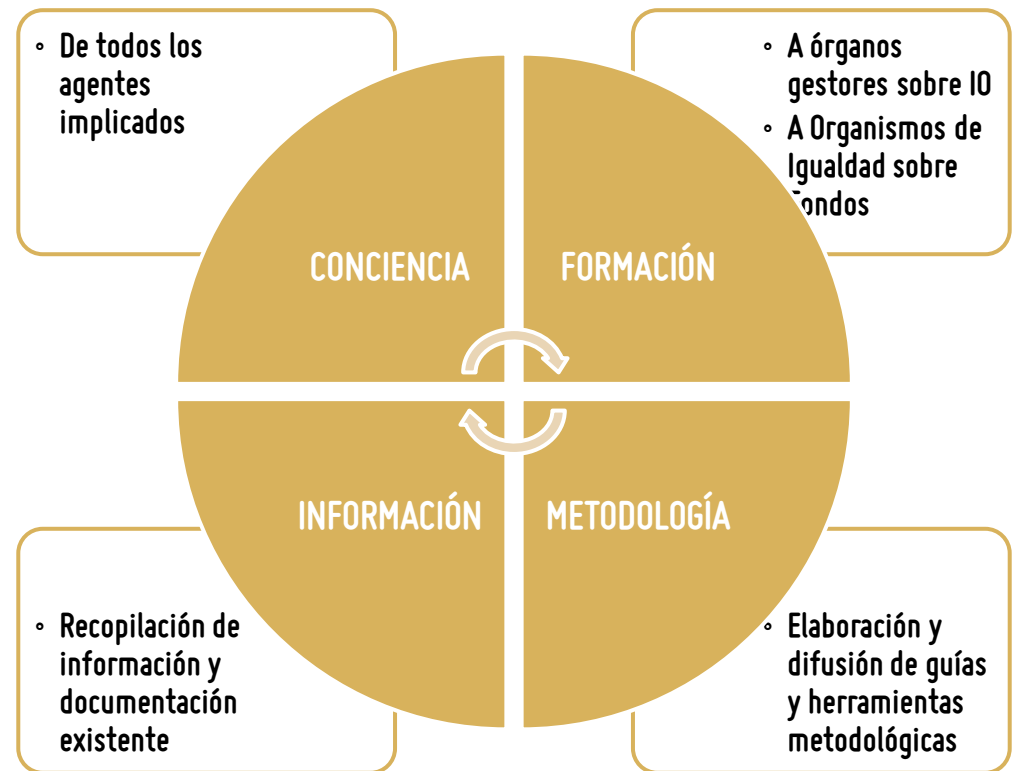 ◦ De todos los
agentes
implicados
◦ A órganos
gestores sobre IO
◦ A Organismos de
Igualdad sobre
Fondos
CONCIENCIA
FORMACIÓN
INFORMACIÓN
METODOLOGÍA
◦ Recopilación de
información y
documentación
existente
◦ Elaboración y
difusión de guías
y herramientas
metodológicas